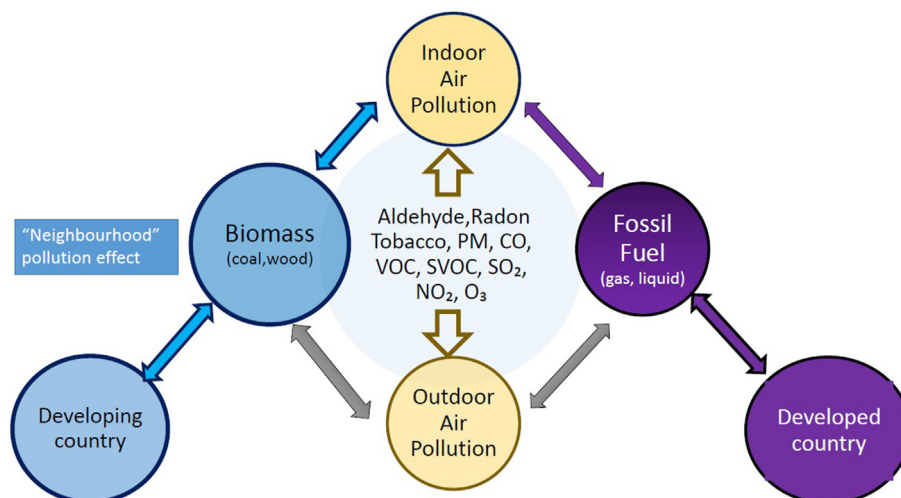 Indoor
Air
Pollution
"Neighbourhood"
pollution effect
Biomass
(coal,wood)
Aldehyde,Radon
Tobacco, PM, CO,
VOC, SVOC, SO₂,
NO₂, O₃
Fossil
Fuel
(gas, liquid)
Developing
country
Outdoor
Air
Pollution
Developed
country